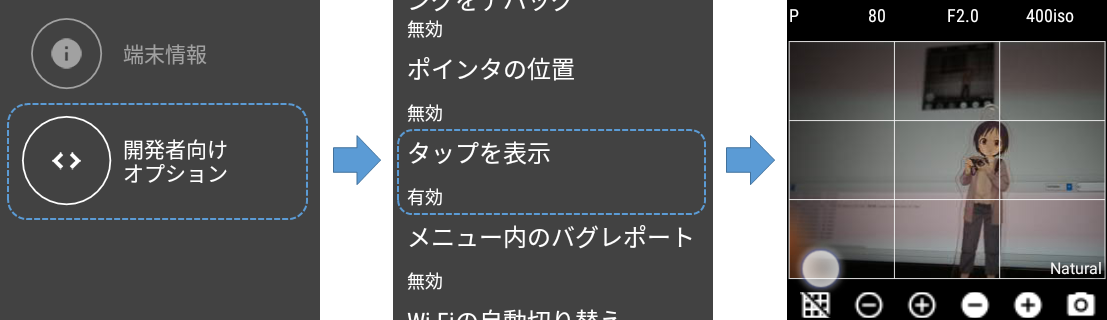 端末情報
開発者向け
オプション
無効
ポインタの位置
無効
タップを表示
有効
メニュー内のバグレポート
無効
P 80 F2.0 400iso
Natural